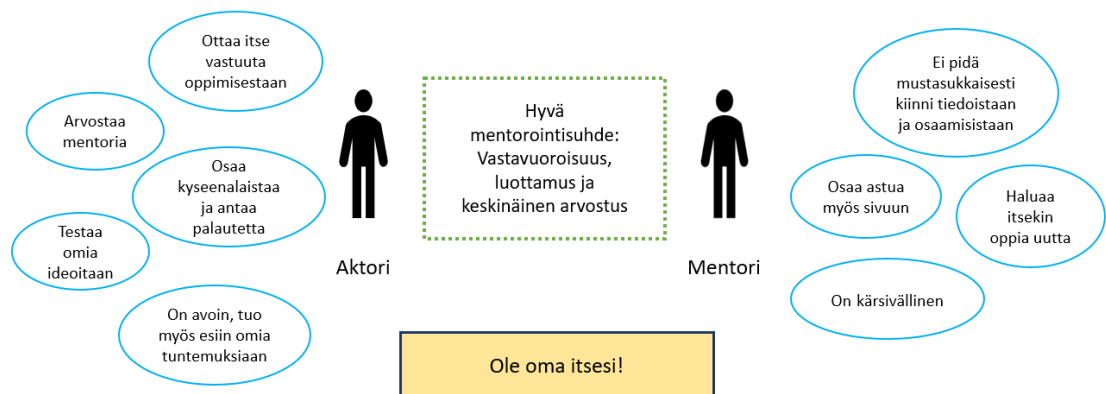 Ottaa itse
vastuuta
oppimisestaan
Arvostaa
mentoria
Osaa
kyseenalaistaa
ja antaa
palautetta
Testaa
omia
ideoitaan
On avoin, tuo
myös esiin omia
tuntemuksiaan
Aktori
Hyvä
mentorointisuhde:
Vastavuoroisuus,
luottamus ja
keskinäinen arvostus
Mentori
Ei pidä
mustasukkaisesti
kiinni tiedoistaan
ja osaamisistaan
Osaa astua
myös sivuun
Haluaa
itsekin
oppia uutta
On kärsivällinen
Ole oma itsesi!